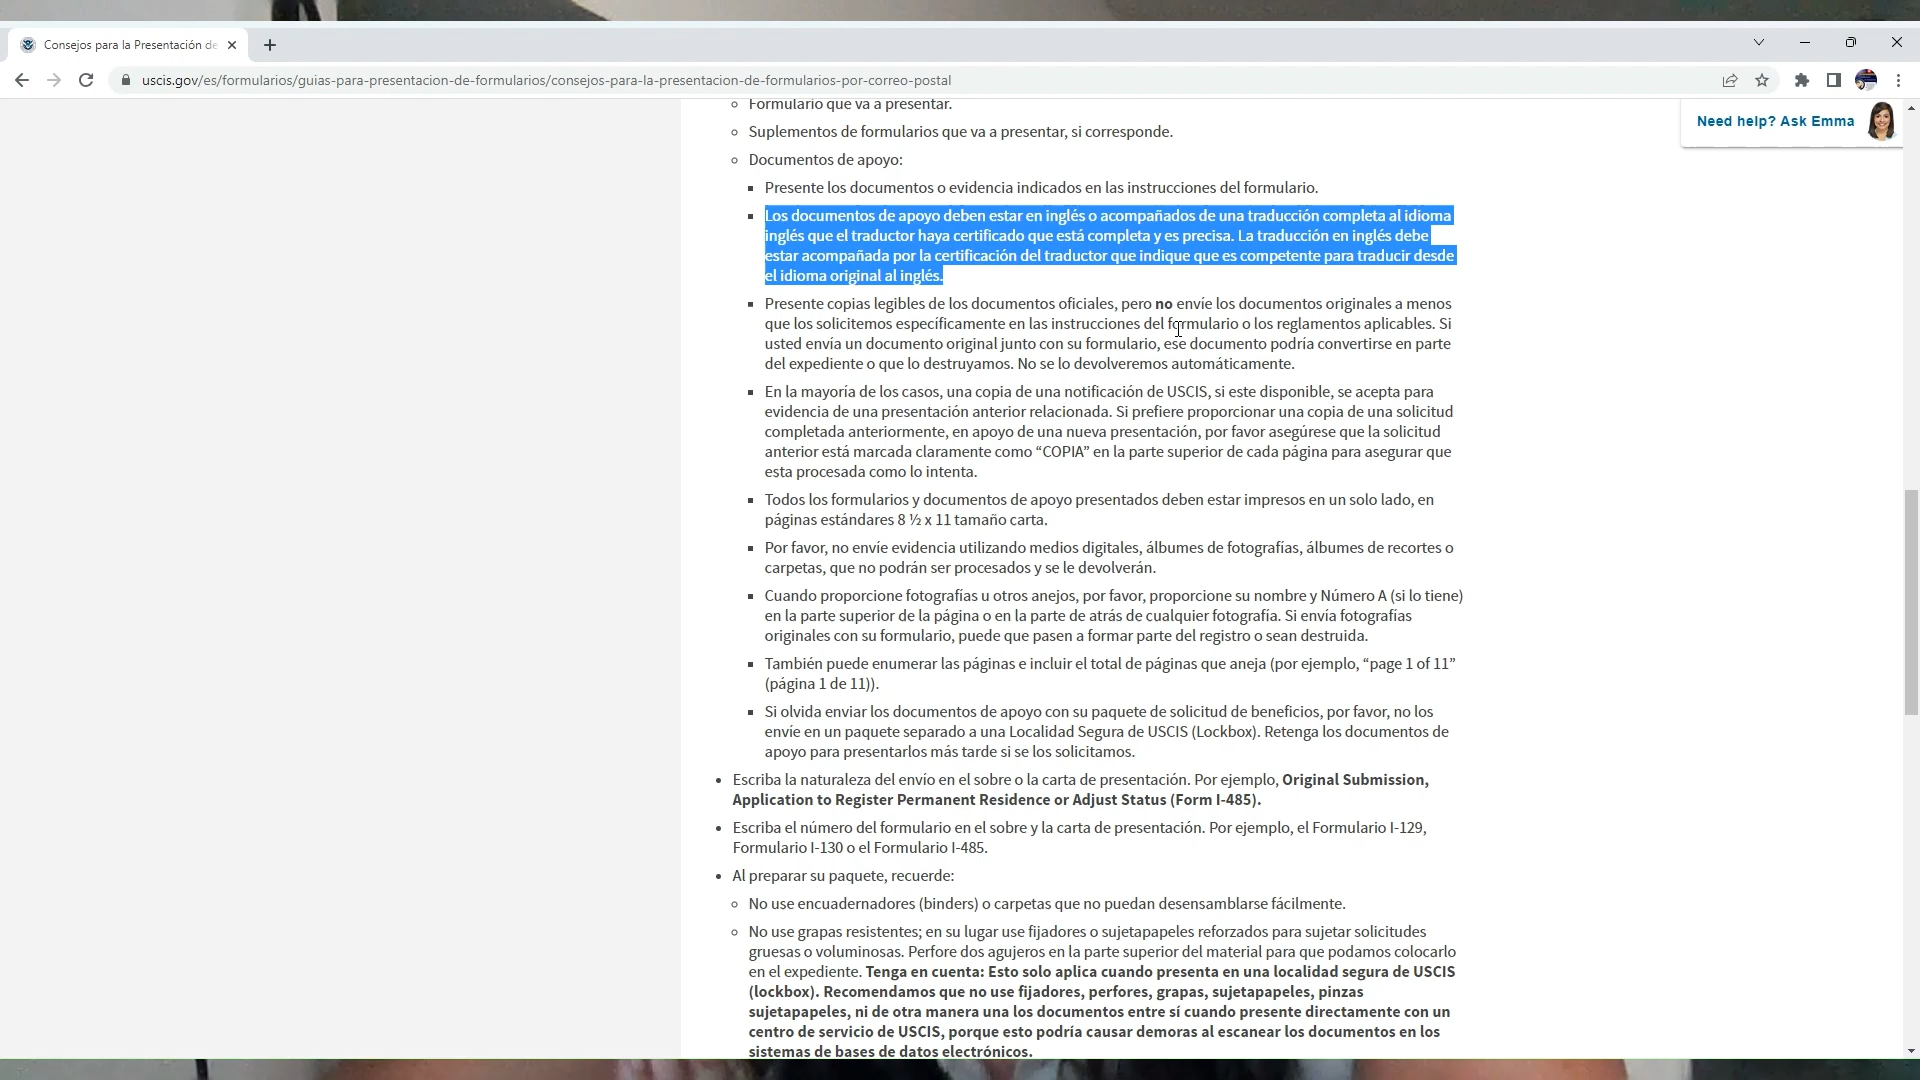 Consejos para la Presentación de
uscis.gov/es/formularios/guias-para-presentacion-de-formularios/consejos-para-la-presentacion-de-formularios-por-correo-postal
Need help? Ask Emma
Formulario que va a presentar.
Suplementos de formularios que va a presentar, si corresponde.
Documentos de apoyo:
Presente los documentos o evidencia indicados en las instrucciones del formulario.
Los documentos de apoyo deben estar en inglés o acompañados de una traducción completa al idioma
inglés que el traductor haya certificado que está completa y es precisa. La traducción en inglés debe
estar acompañada por la certificación del traductor que indique que es competente para traducir desde
el idioma original al inglés.
Presente copias legibles de los documentos oficiales, pero no envíe los documentos originales a menos
que los solicitemos específicamente en las instrucciones del formulario o los reglamentos aplicables. Si
usted envía un documento original junto con su formulario, ese documento podría convertirse en parte
del expediente o que lo destruyamos. No se lo devolveremos automáticamente.
En la mayoría de los casos, una copia de una notificación de USCIS, si este disponible, se acepta para
evidencia de una presentación anterior relacionada. Si prefiere proporcionar una copia de una solicitud
completada anteriormente, en apoyo de una nueva presentación, por favor asegúrese que la solicitud
anterior está marcada claramente como “COPIA” en la parte superior de cada página para asegurar que
esta procesada como lo intenta.
Todos los formularios y documentos de apoyo presentados deben estar impresos en un solo lado, en
páginas estándares 8 ½ x 11 tamaño carta.
Por favor, no envíe evidencia utilizando medios digitales, álbumes de fotografías, álbumes de recortes o
carpetas, que no podrán ser procesados y se le devolverán.
Cuando proporcione fotografías u otros anejos, por favor, proporcione su nombre y Número A (si lo tiene)
en la parte superior de la página o en la parte de atrás de cualquier fotografía. Si envía fotografías
originales con su formulario, puede que pasen a formar parte del registro o sean destruida.
También puede enumerar las páginas e incluir el total de páginas que aneja (por ejemplo, “page 1 of 11”
(página 1 de 11)).
Si olvida enviar los documentos de apoyo con su paquete de solicitud de beneficios, por favor, no los
envíe en un paquete separado a una Localidad Segura de USCIS (Lockbox). Retenga los documentos de
apoyo para presentarlos más tarde si se los solicitamos.
Escriba la naturaleza del envío en el sobre o la carta de presentación. Por ejemplo, Original Submission,
Application to Register Permanent Residence or Adjust Status (Form I-485).
Escriba el número del formulario en el sobre y la carta de presentación. Por ejemplo, el Formulario I-129,
Formulario I-130 o el Formulario I-485.
Al preparar su paquete, recuerde:
No use encuadernadores (binders) o carpetas que no puedan desensamblarse fácilmente.
No use grapas resistentes; en su lugar use fijadores o sujetapapeles reforzados para sujetar solicitudes
gruesas o voluminosas. Perfore dos agujeros en la parte superior del material para que podamos colocarlo
en el expediente. Tenga en cuenta: Esto solo aplica cuando presenta en una localidad segura de USCIS
(lockbox). Recomendamos que no use fijadores, perfores, grapas, sujetapapeles, pinzas
sujetapapeles, ni de otra manera una los documentos entre sí cuando presente directamente con un
centro de servicio de USCIS, porque esto podría causar demoras al escanear los documentos en los
sistemas de bases de datos electrónicos.